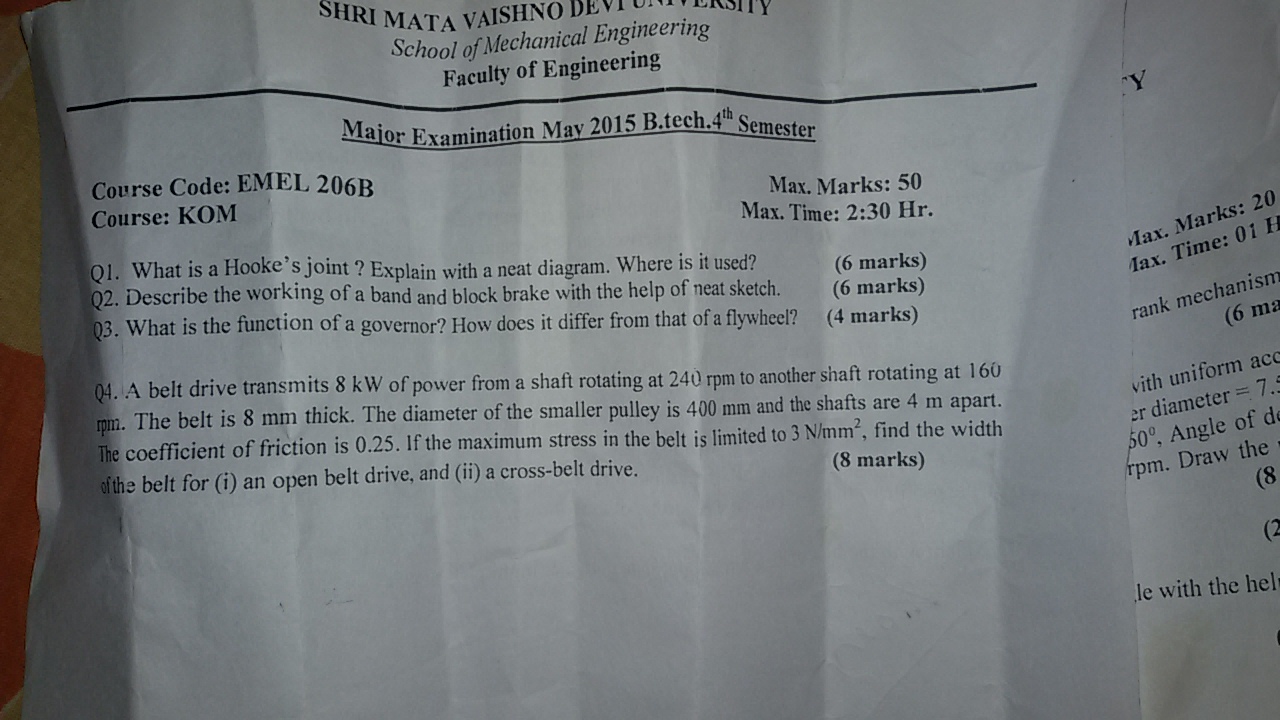 SHRI MATA VAISHNO DEVI UNIVERSITY
School of Mechanical Engineering
Faculty of Engineering
Major Examination May 2015 B.tech.4th Semester
Course Code: EMEL 206B
Max. Marks: 50
Course: KOM
Max. Time: 2:30 Hr.
Q1. What is a Hooke's joint ? Explain with a neat diagram. Where is it used? (6 marks)
Q2. Describe the working of a band and block brake with the help of neat sketch. (6 marks)
Q3. What is the function of a governor? How does it differ from that of a flywheel? (4 marks)
Q4. A belt drive transmits 8 kW of power from a shaft rotating at 240 rpm to another shaft rotating at 160
rpm. The belt is 8 mm thick. The diameter of the smaller pulley is 400 mm and the shafts are 4 m apart.
The coefficient of friction is 0.25. If the maximum stress in the belt is limited to 3 N/mm², find the width
of the belt for (i) an open belt drive, and (ii) a cross-belt drive. (8 marks)
Y
Max. Marks: 20
Max. Time: 01 H
rank mechanism
(6 ma
with uniform acc
er diameter = 7.5
50°, Angle of de
rpm. Draw the
(8
(2
le with the hel